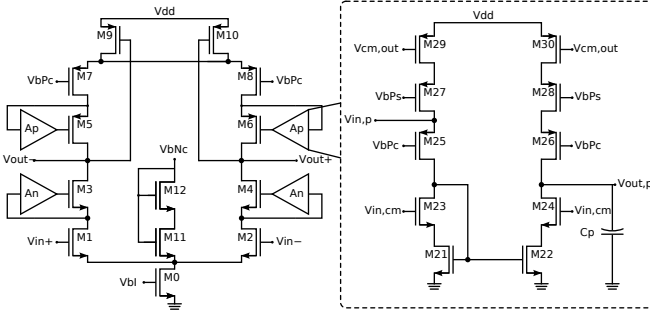 Vdd
M9
M10
M7
VbPc
M8
VbPc
M5
Ap
M6
Ap
Vout−
Vout+
VbNc
M3
An
M12
M4
An
Vin+
M1
M11
M2
Vin−
VbI
M0
Vdd
Vcm,out
M29
M30
Vcm,out
VbPs
M27
M28
VbPs
Vin,p
VbPc
M25
M26
VbPc
Vout,p
Vin,cm
M23
M24
Vin,cm
Cp
M21
M22